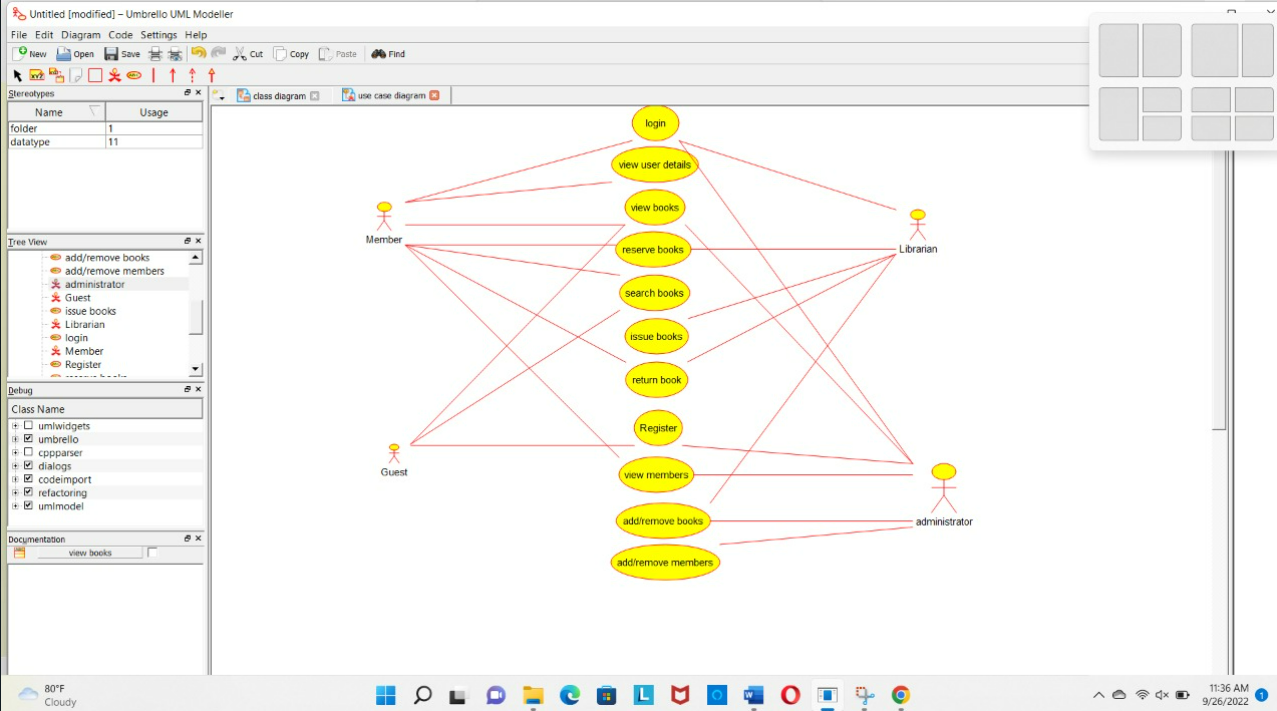 Untitled [modified] – Umbrello UML Modeller
File Edit Diagram Code Settings Help
New Open Save Cut Copy Paste Find
Stereotypes
Name Usage
folder 1
datatype 11
Tree View
add/remove books
add/remove members
administrator
Guest
issue books
Librarian
login
Member
Register
Debug
Class Name
umlwidgets
umbrello
cppparser
dialogs
codeimport
refactoring
umlmodel
Documentation
view books
class diagram use case diagram
login
view user details
view books
reserve books
search books
issue books
return book
Register
view members
add/remove books
add/remove members
Member
Guest
Librarian
administrator
80°F
Cloudy
11:36 AM
9/26/2022
1